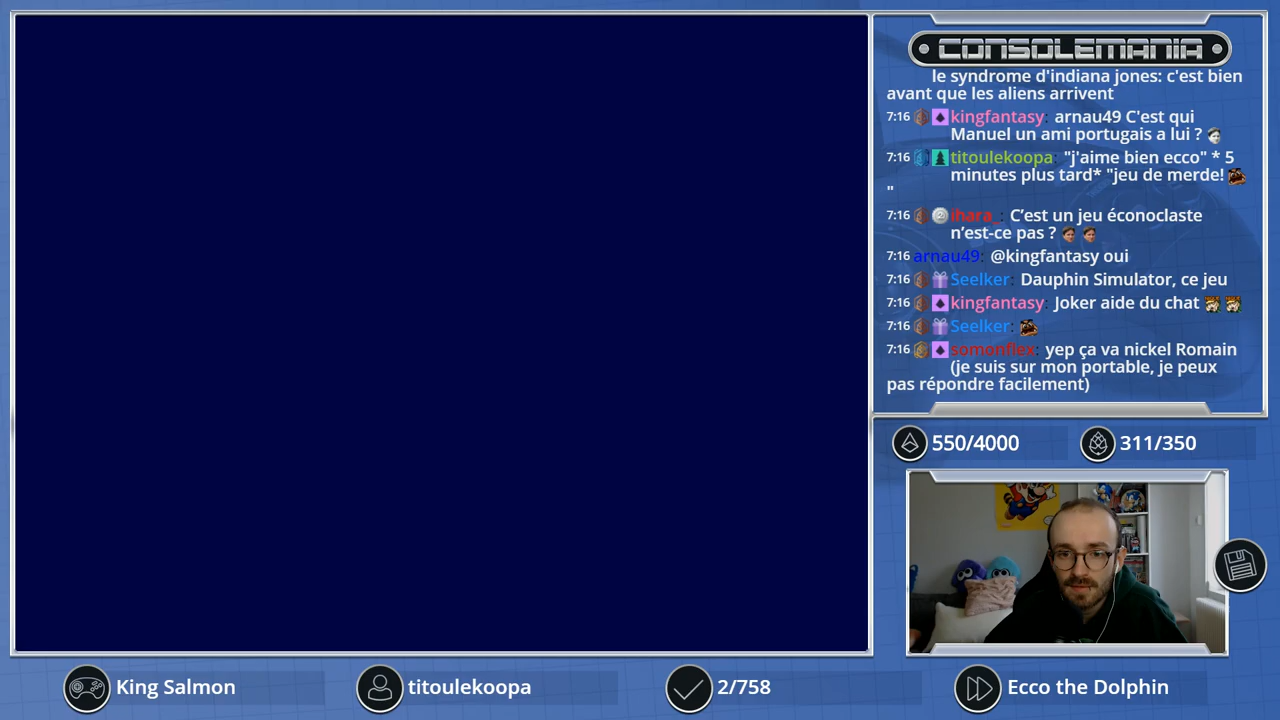 CONSOLEMANIA
le syndrome d'indiana jones: c'est bien
avant que les aliens arrivent
7:16 kingfantasy: arnau49 C'est qui
Manuel un ami portugais a lui ?
7:16 titoulekoopa: "j'aime bien ecco" * 5
minutes plus tard* "jeu de merde!
"
7:16 ihara_: C'est un jeu éconoclaste
n'est-ce pas ?
7:16 arnau49: @kingfantasy oui
7:16 Seelker: Dauphin Simulator, ce jeu
7:16 kingfantasy: Joker aide du chat
7:16 Seelker:
7:16 somonflex: yep ça va nickel Romain
(je suis sur mon portable, je peux
pas répondre facilement)
550/4000
311/350
King Salmon
titoulekoopa
2/758
Ecco the Dolphin